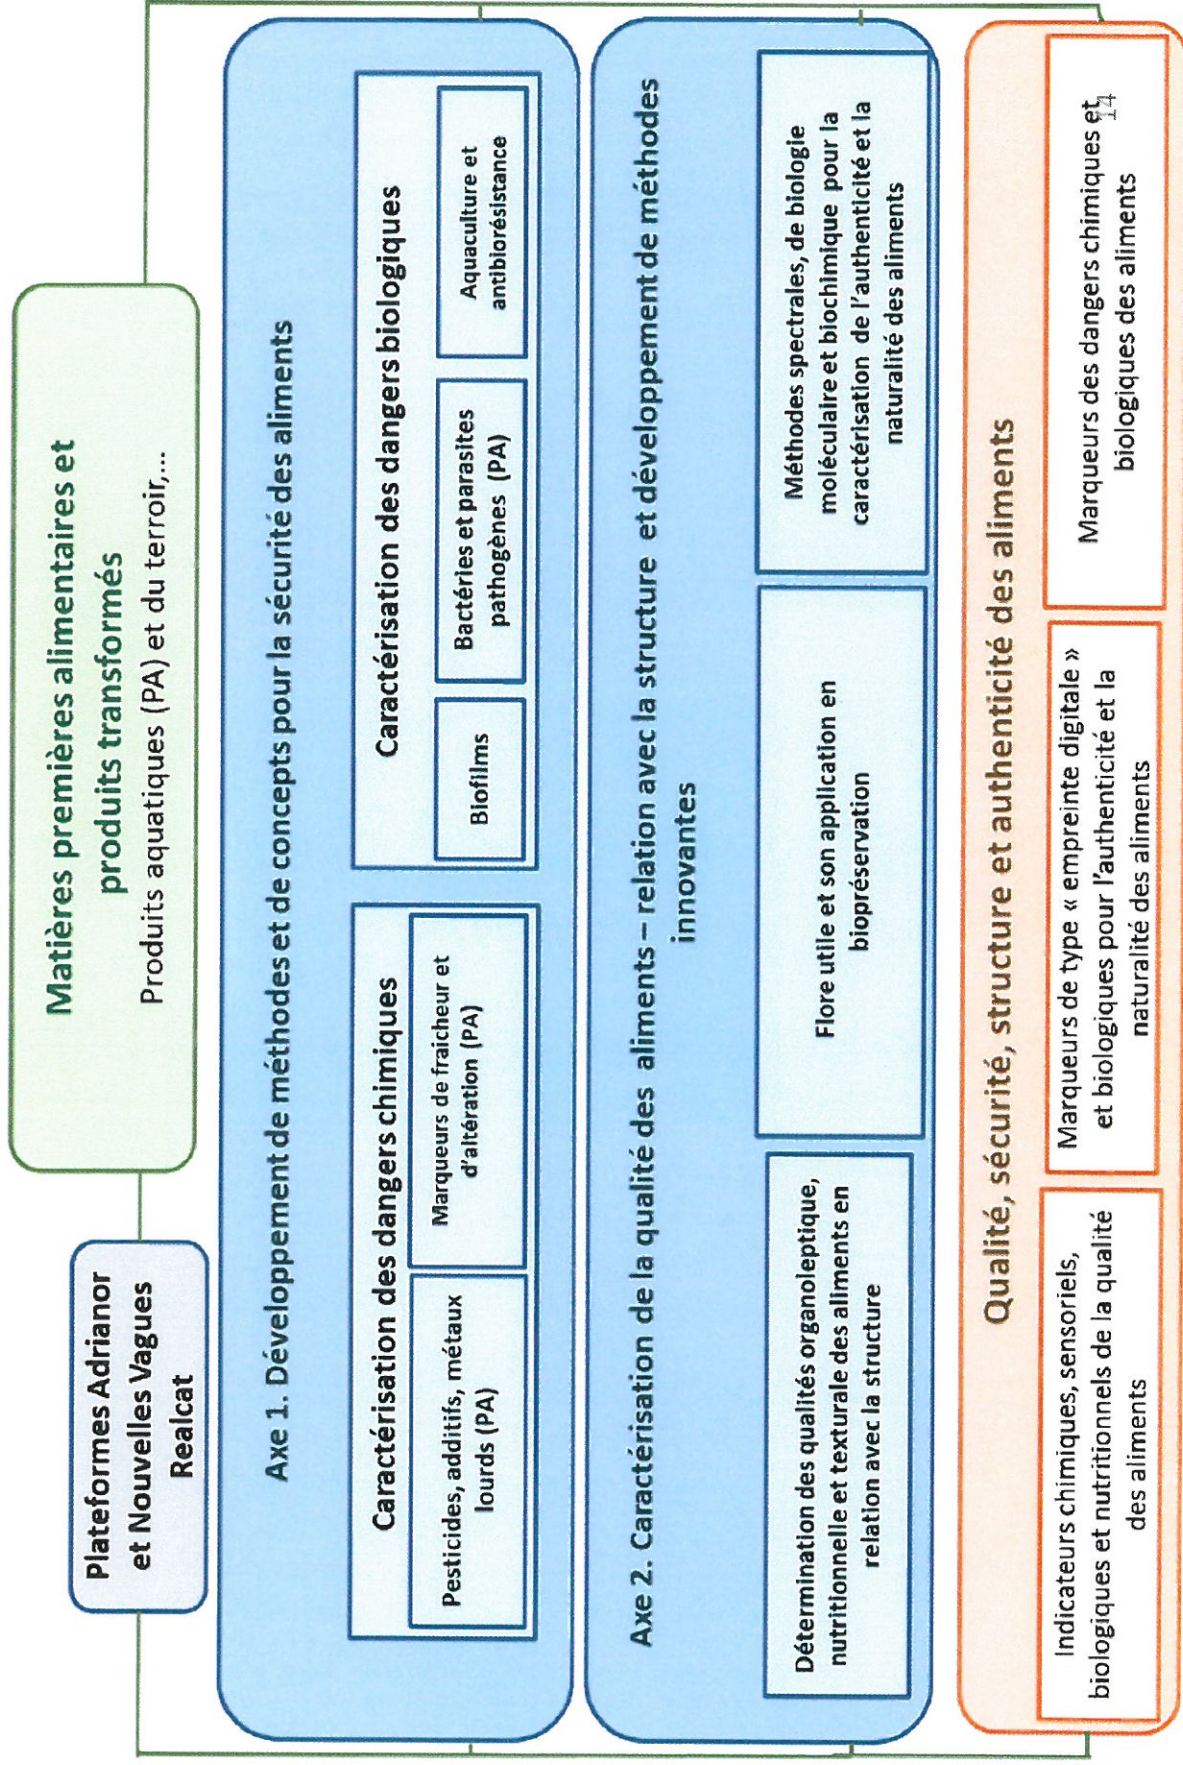 Matières premières alimentaires et
produits transformés
Produits aquatiques (PA) et du terroir,...
Plateformes Adrianor
et Nouvelles Vagues
Realcat
Axe 1. Développement de méthodes et de concepts pour la sécurité des aliments
Caractérisation des dangers chimiques
Pesticides, additifs, métaux
lourds (PA)
Marqueurs de fraicheur et
d'altération (PA)
Caractérisation des dangers biologiques
Biofilms
Bactéries et parasites
pathogènes (PA)
Aquaculture et
antibiorésistance
Axe 2. Caractérisation de la qualité des aliments – relation avec la structure et développement de méthodes
innovantes
Détermination des qualités organoleptique,
nutritionnelle et texturale des aliments en
relation avec la structure
Flore utile et son application en
biopréservation
Méthodes spectrales, de biologie
moléculaire et biochimique pour la
caractérisation de l'authenticité et la
naturalité des aliments
Qualité, sécurité, structure et authenticité des aliments
Indicateurs chimiques, sensoriels,
biologiques et nutritionnels de la qualité
des aliments
Marqueurs de type « empreinte digitale »
et biologiques pour l'authenticité et la
naturalité des aliments
Marqueurs des dangers chimiques et
biologiques des aliments
14